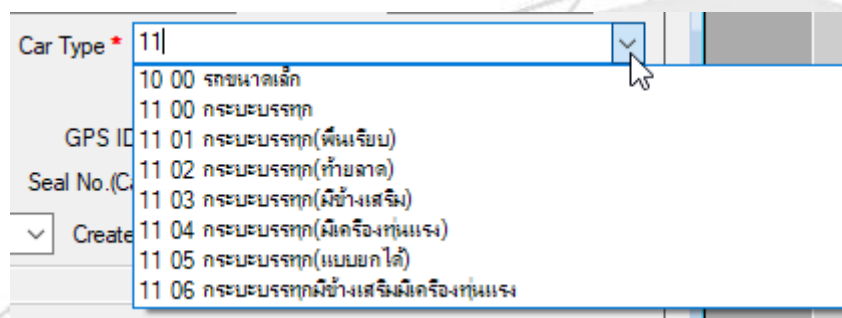 Car Type * 11
10 00 รถขนาดเล็ก
11 00 กระบะบรรทุก
GPS ID 11 01 กระบะบรรทุก(พื้นเรียบ)
11 02 กระบะบรรทุก(ท้ายลาด)
Seal No.(Ca 11 03 กระบะบรรทุก(มีข้างเสริม)
Create 11 04 กระบะบรรทุก(มีเครื่องทุ่นแรง)
11 05 กระบะบรรทุก(แบบยกได้)
11 06 กระบะบรรทุกมีข้างเสริมมีเครื่องทุ่นแรง